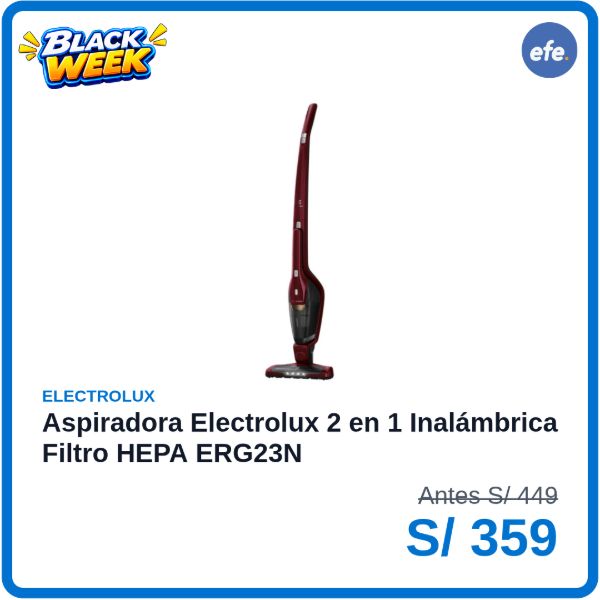 BLACK
WEEK
efe.
ELECTROLUX
Aspiradora Electrolux 2 en 1 Inalámbrica
Filtro HEPA ERG23N
Antes S/ 449
S/ 359